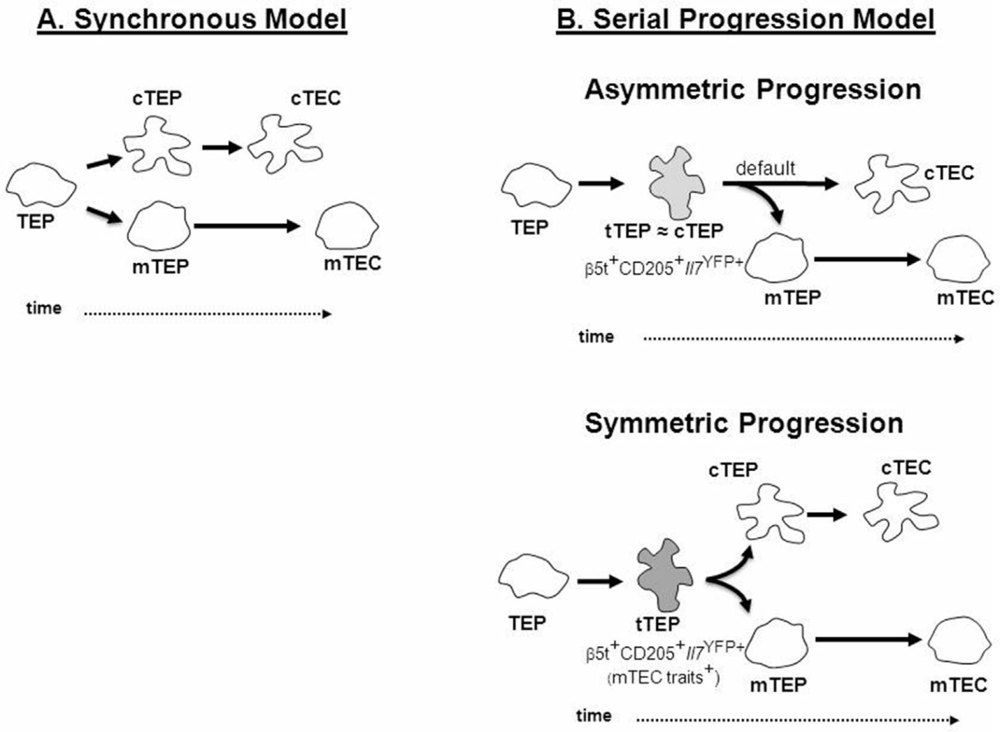 A. Synchronous Model
cTEP
cTEC
TEP
mTEP
mTEC
time
B. Serial Progression Model
Asymmetric Progression
default
cTEC
TEP
tTEP ≈ cTEP
β5t+CD205+Il7YFP+
mTEP
mTEC
time
Symmetric Progression
cTEP
cTEC
TEP
tTEP
β5t+CD205+Il7YFP+
(mTEC traits+)
mTEP
mTEC
time